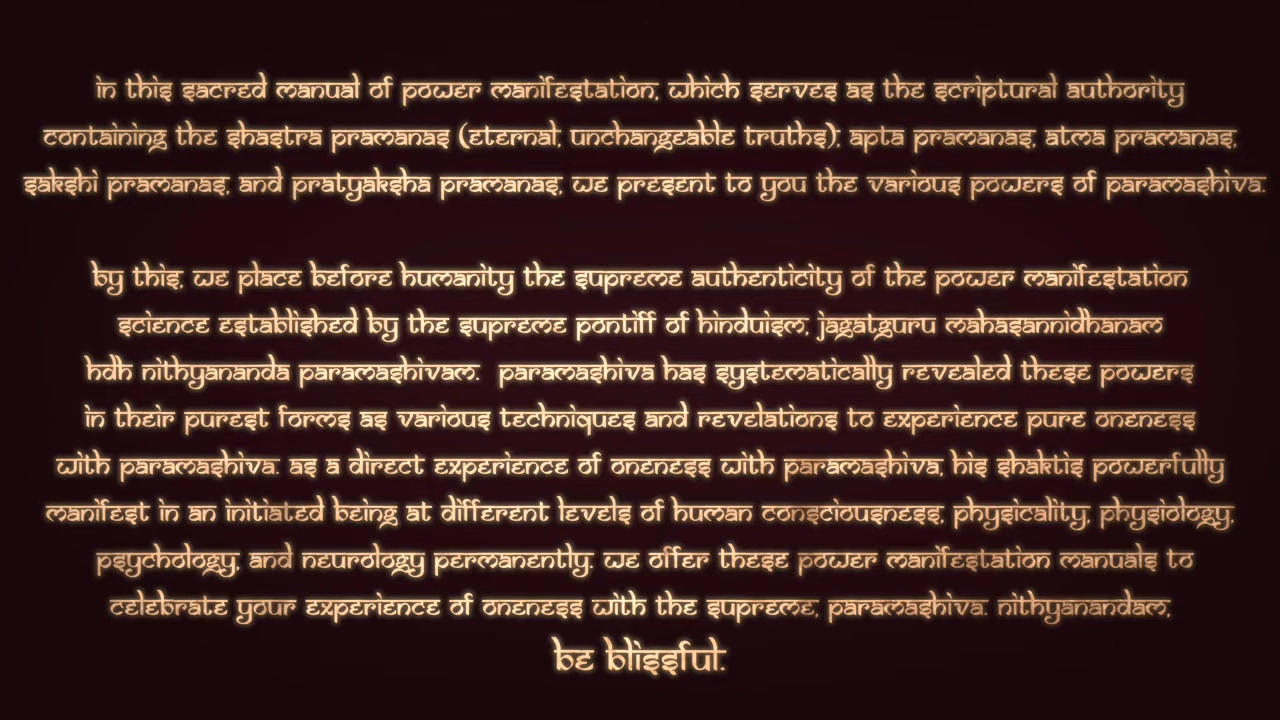 in this sacred manual of power manifestation, which serves as the scriptural authority
containing the shastra pramanas (eternal, unchangeable truths); apta pramanas, atma pramanas,
sakshi pramanas, and pratyaksha pramanas, we present to you the various powers of paramashiva.
by this, we place before humanity the supreme authenticity of the power manifestation
science established by the supreme pontiff of hinduism, jagatguru mahasannidhanam
hdh nithyananda paramashivam. paramashiva has systematically revealed these powers
in their purest forms as various techniques and revelations to experience pure oneness
with paramashiva. as a direct experience of oneness with paramashiva, his shaktis powerfully
manifest in an initiated being at different levels of human consciousness, physicality, physiology,
psychology, and neurology permanently. we offer these power manifestation manuals to
celebrate your experience of oneness with the supreme, paramashiva. nithyanandam,
be blissful.